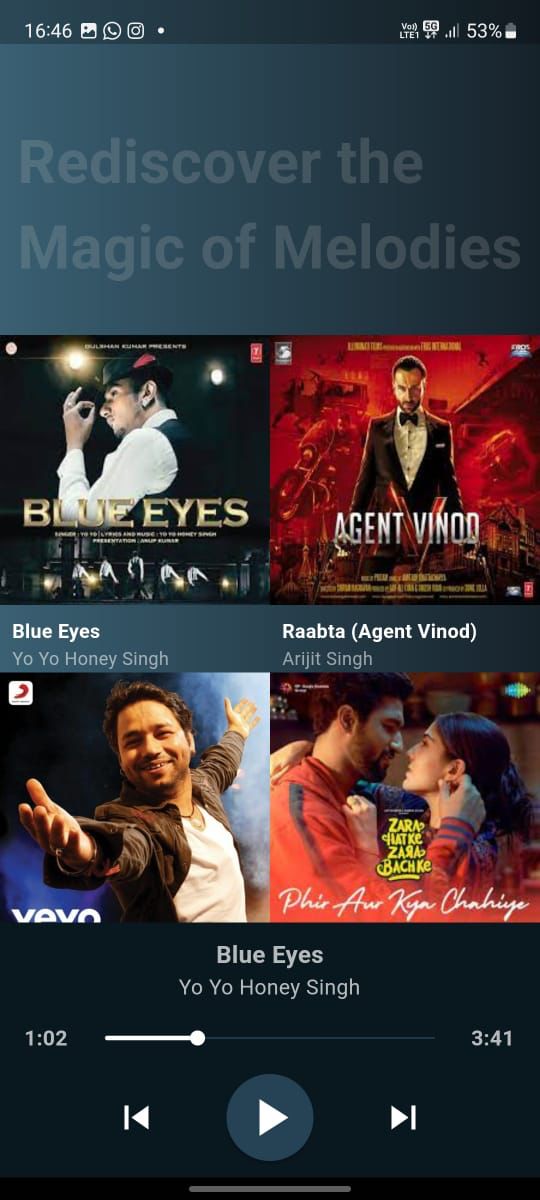 16:46
Vo)) 5G
LTE1
53%
Rediscover the
Magic of Melodies
GULSHAN KUMAR PRESENTS
BLUE EYES
SINGER : YO YO | LYRICS AND MUSIC : YO YO HONEY SINGH
PRESENTATION : ANUP KUMAR
EROS
AGENT VINOD
Blue Eyes
Yo Yo Honey Singh
Raabta (Agent Vinod)
Arijit Singh
vevo
ZARA
HATKE
ZARA
BACHKE
Phir Aur Kya Chahiye
Blue Eyes
Yo Yo Honey Singh
1:02
3:41